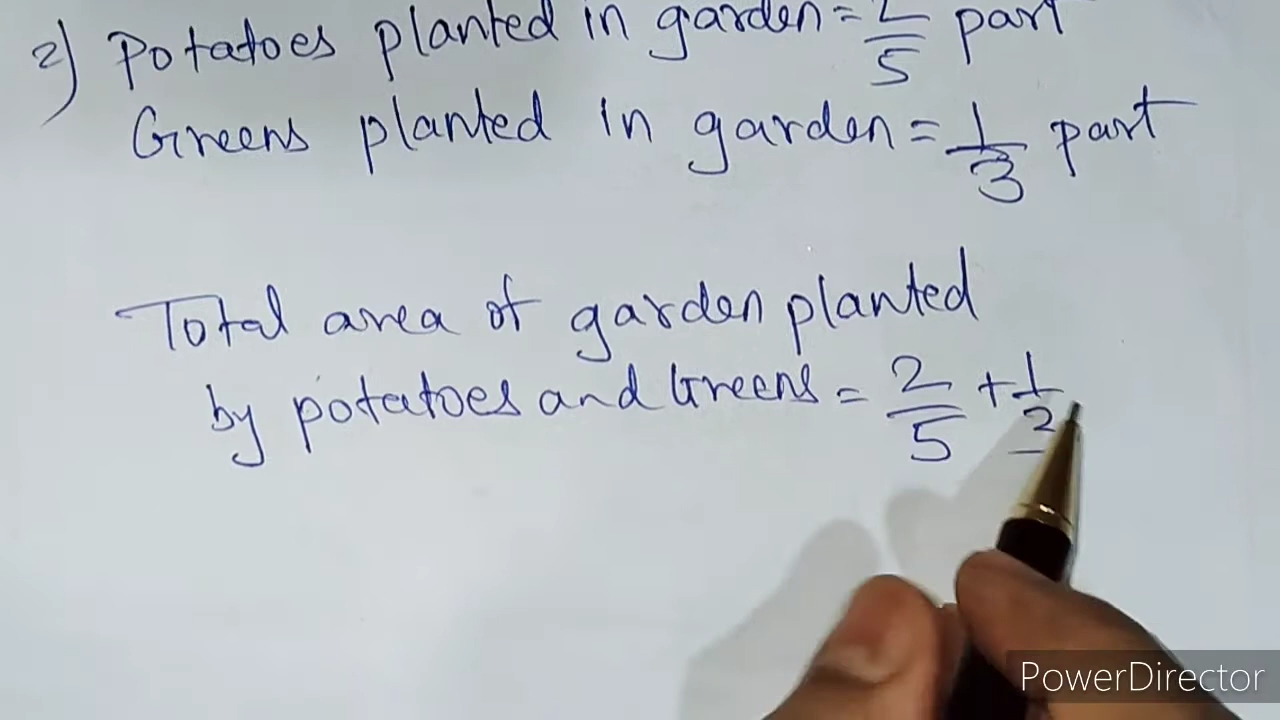 2) Potatoes planted in garden = 2/5 part
Greens planted in garden = 1/3 part
Total area of garden planted
by potatoes and Greens = 2/5 + 1/
PowerDirector